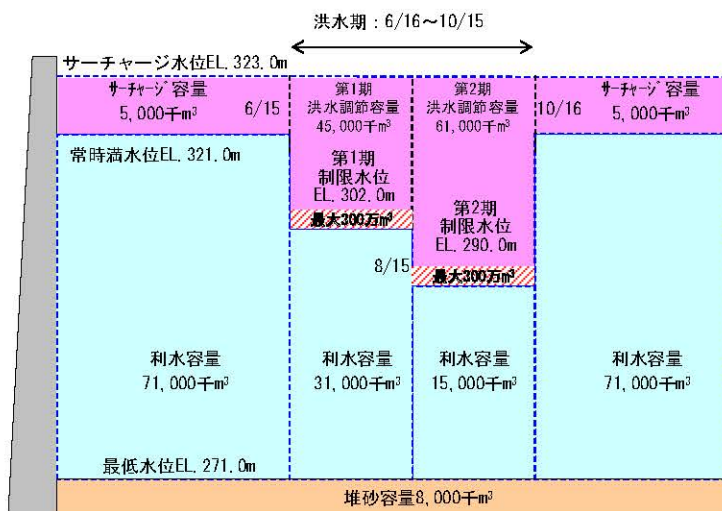 洪水期：6/16～10/15
サーチャージ水位EL. 323.0m
サーチャージ容量
5,000千m³
6/15
第1期
洪水調節容量
45,000千m³
第2期
洪水調節容量
61,000千m³
10/16
サーチャージ容量
5,000千m³
常時満水位EL. 321.0m
第1期
制限水位
EL. 302.0m
最大300万m³
第2期
制限水位
EL. 290.0m
8/15
最大300万m³
利水容量
71,000千m³
利水容量
31,000千m³
利水容量
15,000千m³
利水容量
71,000千m³
最低水位EL. 271.0m
堆砂容量8,000千m³